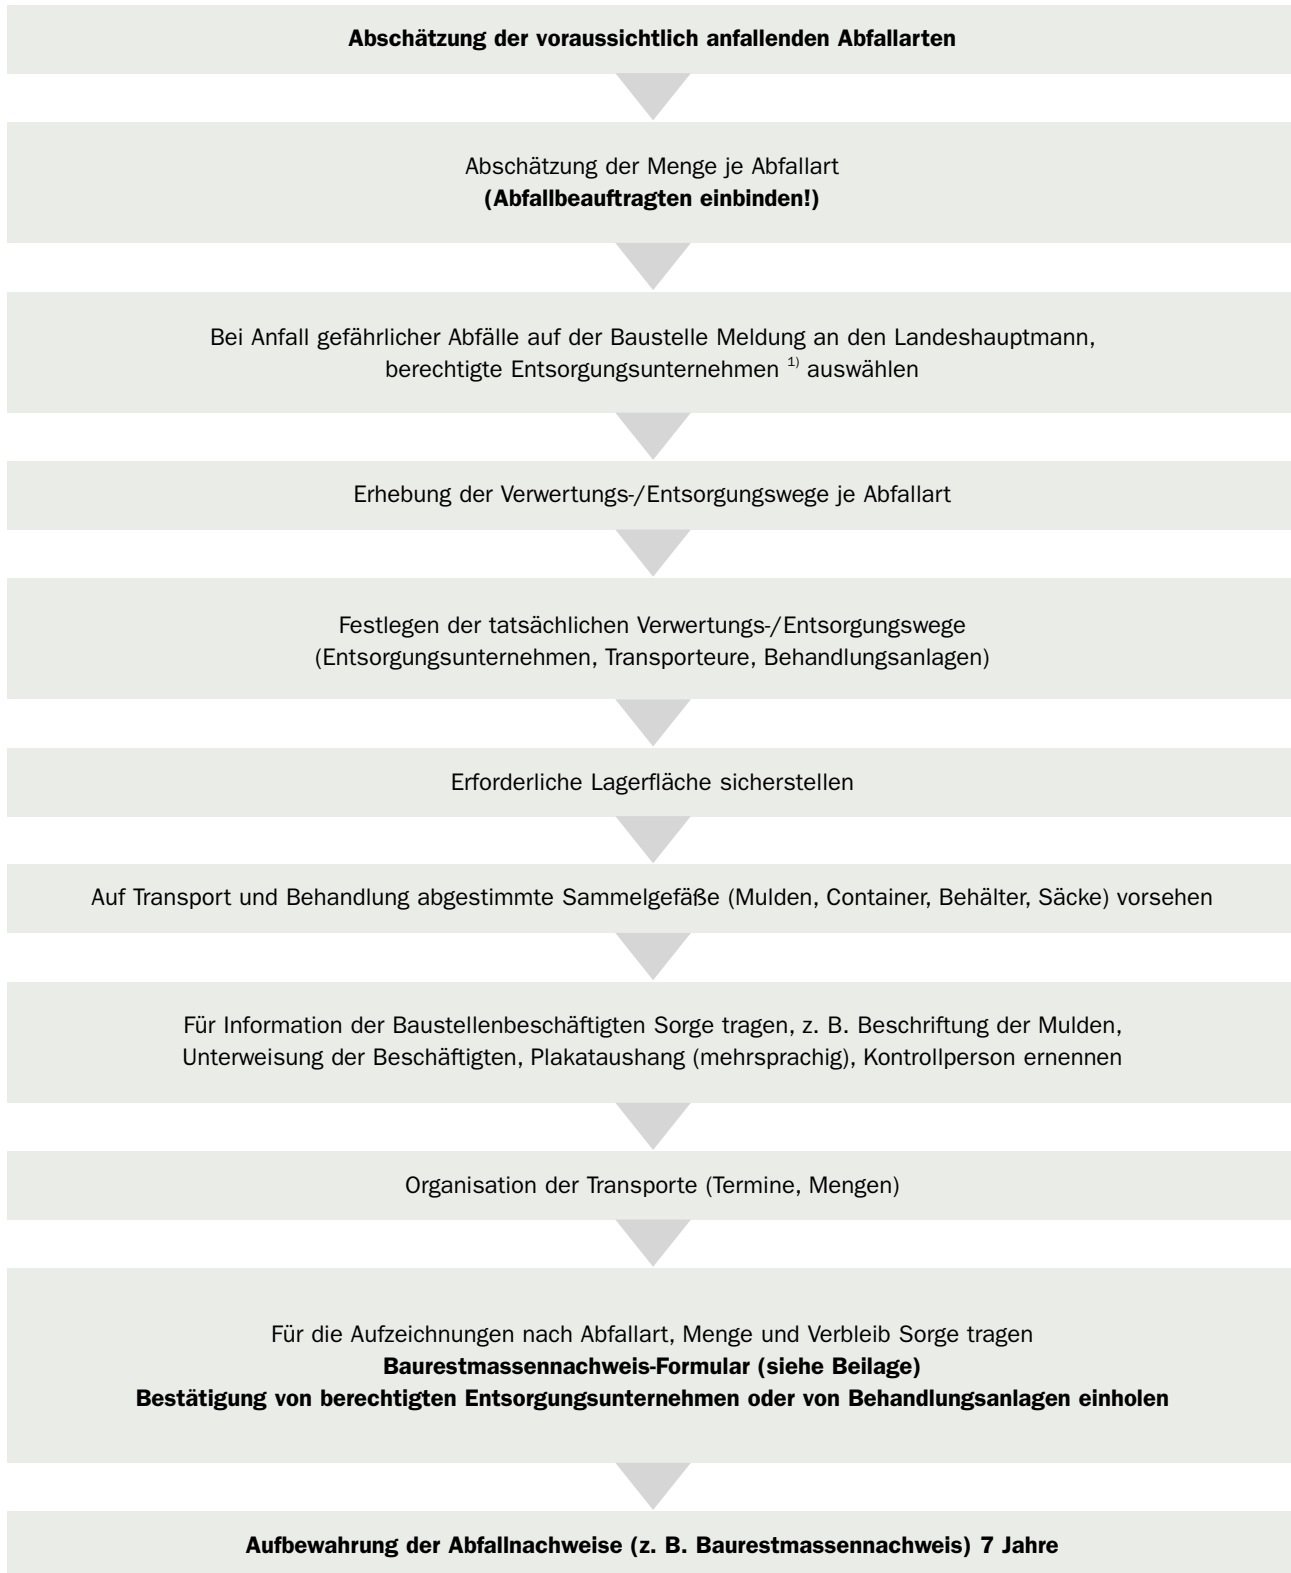 Abschätzung der voraussichtlich anfallenden Abfallarten
Abschätzung der Menge je Abfallart
(Abfallbeauftragten einbinden!)
Bei Anfall gefährlicher Abfälle auf der Baustelle Meldung an den Landeshauptmann,
berechtigte Entsorgungsunternehmen 1) auswählen
Erhebung der Verwertungs-/Entsorgungswege je Abfallart
Festlegen der tatsächlichen Verwertungs-/Entsorgungswege
(Entsorgungsunternehmen, Transporteure, Behandlungsanlagen)
Erforderliche Lagerfläche sicherstellen
Auf Transport und Behandlung abgestimmte Sammelgefäße (Mulden, Container, Behälter, Säcke) vorsehen
Für Information der Baustellenbeschäftigten Sorge tragen, z. B. Beschriftung der Mulden,
Unterweisung der Beschäftigten, Plakataushang (mehrsprachig), Kontrollperson ernennen
Organisation der Transporte (Termine, Mengen)
Für die Aufzeichnungen nach Abfallart, Menge und Verbleib Sorge tragen
Baurestmassennachweis-Formular (siehe Beilage)
Bestätigung von berechtigten Entsorgungsunternehmen oder von Behandlungsanlagen einholen
Aufbewahrung der Abfallnachweise (z. B. Baurestmassennachweis) 7 Jahre